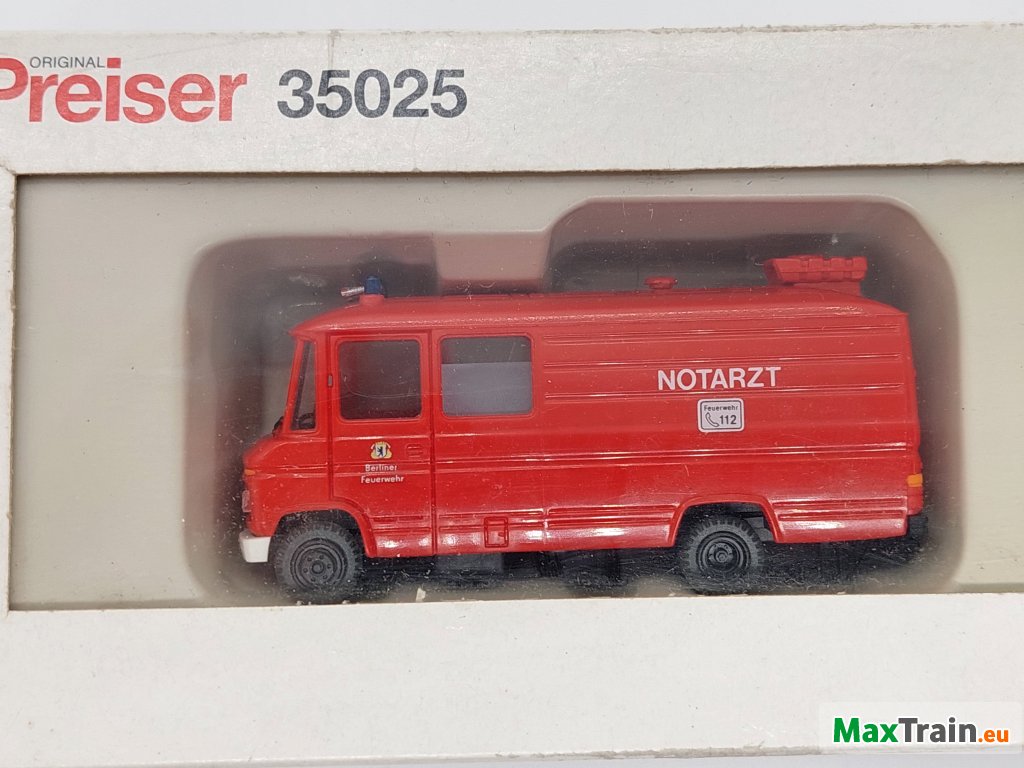 ORIGINAL
Preiser 35025
NOTARZT
Feuerwehr
112
Berliner
Feuerwehr
MaxTrain.eu